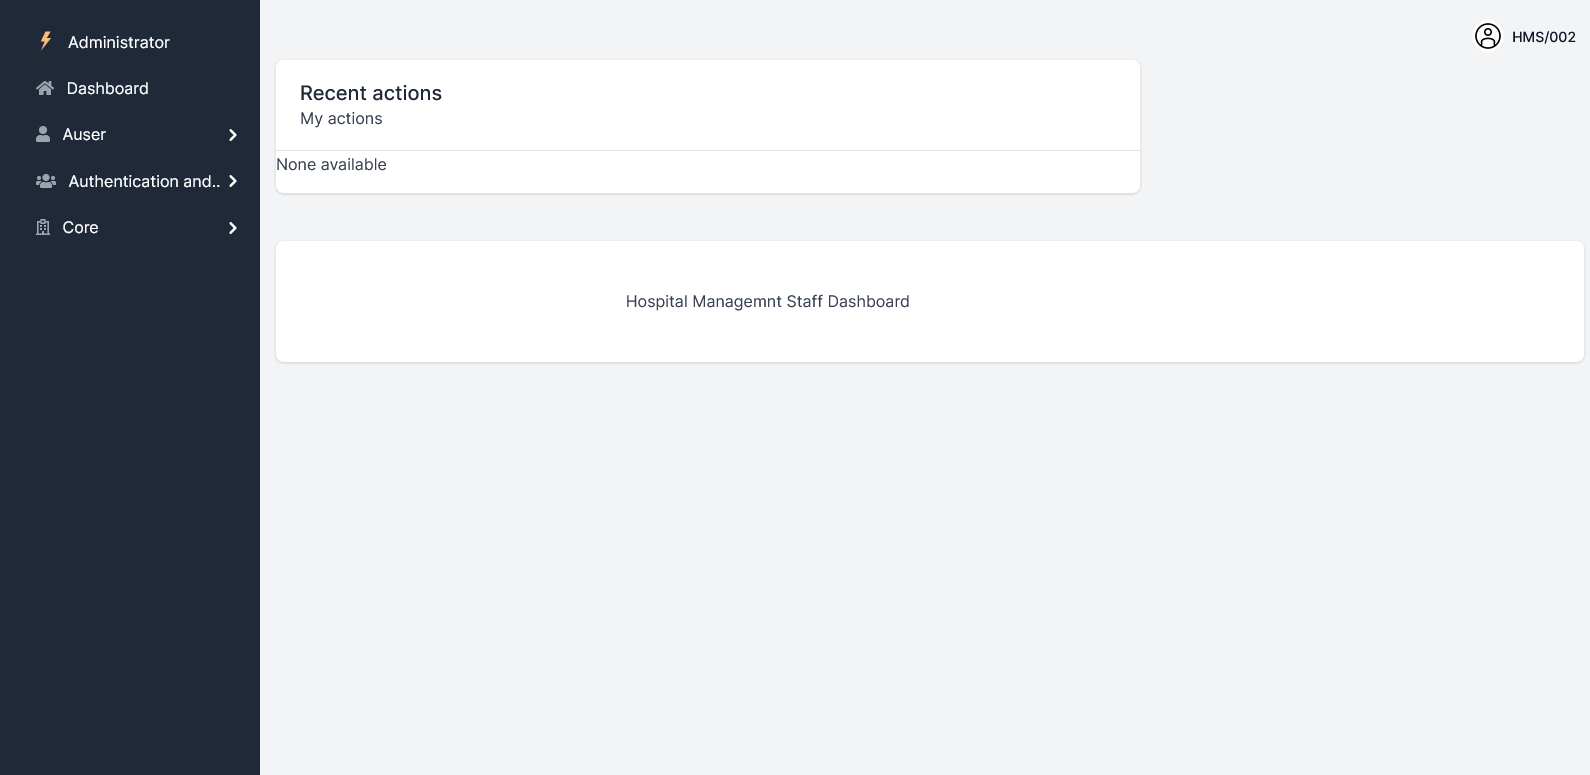 Administrator
Dashboard
Auser
Authentication and..
Core
HMS/002
Recent actions
My actions
None available
Hospital Managemnt Staff Dashboard